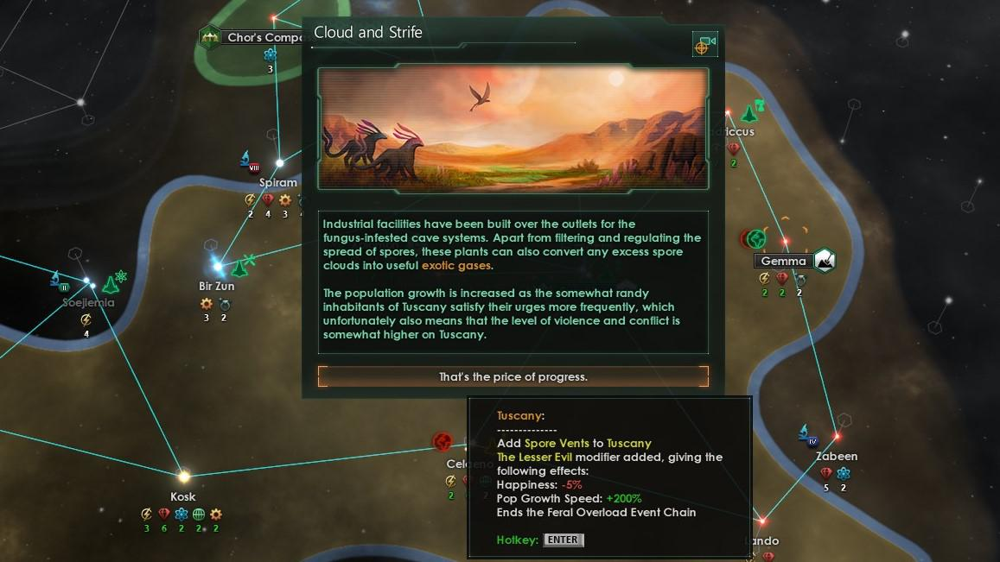 Cloud and Strife
Chor's Compa
3
driccus
2
VIII
Spiram
2 4 3 4
Industrial facilities have been built over the outlets for the
fungus-infested cave systems. Apart from filtering and regulating the
spread of spores, these plants can also convert any excess spore
clouds into useful exotic gases.
The population growth is increased as the somewhat randy
inhabitants of Tuscany satisfy their urges more frequently, which
unfortunately also means that the level of violence and conflict is
somewhat higher on Tuscany.
Gemma
2 2 2
Bir Zun
3 2
II
Soejiemia
4
That's the price of progress.
Tuscany:
--------------
Add Spore Vents to Tuscany
The Lesser Evil modifier added, giving the
following effects:
Happiness: -5%
Pop Growth Speed: +200%
Ends the Feral Overload Event Chain
Hotkey: ENTER
IV
Zabeen
5 2
Kosk
3 6 2 2 2
2
ando